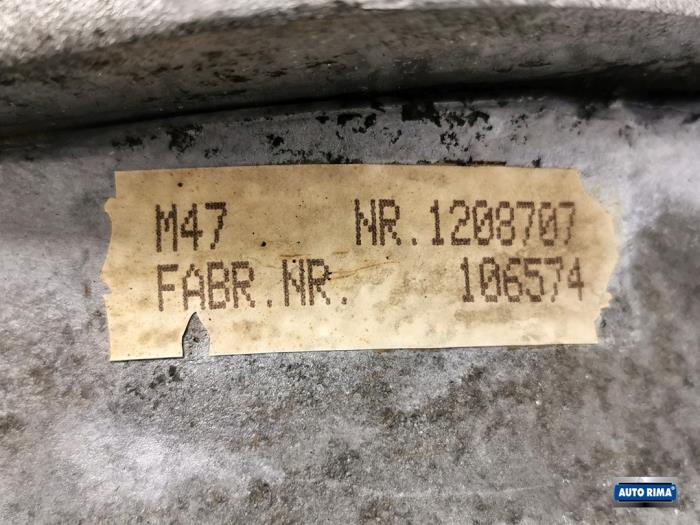 M47 NR.1208707
FABR.NR. 106574
AUTO RIMA®